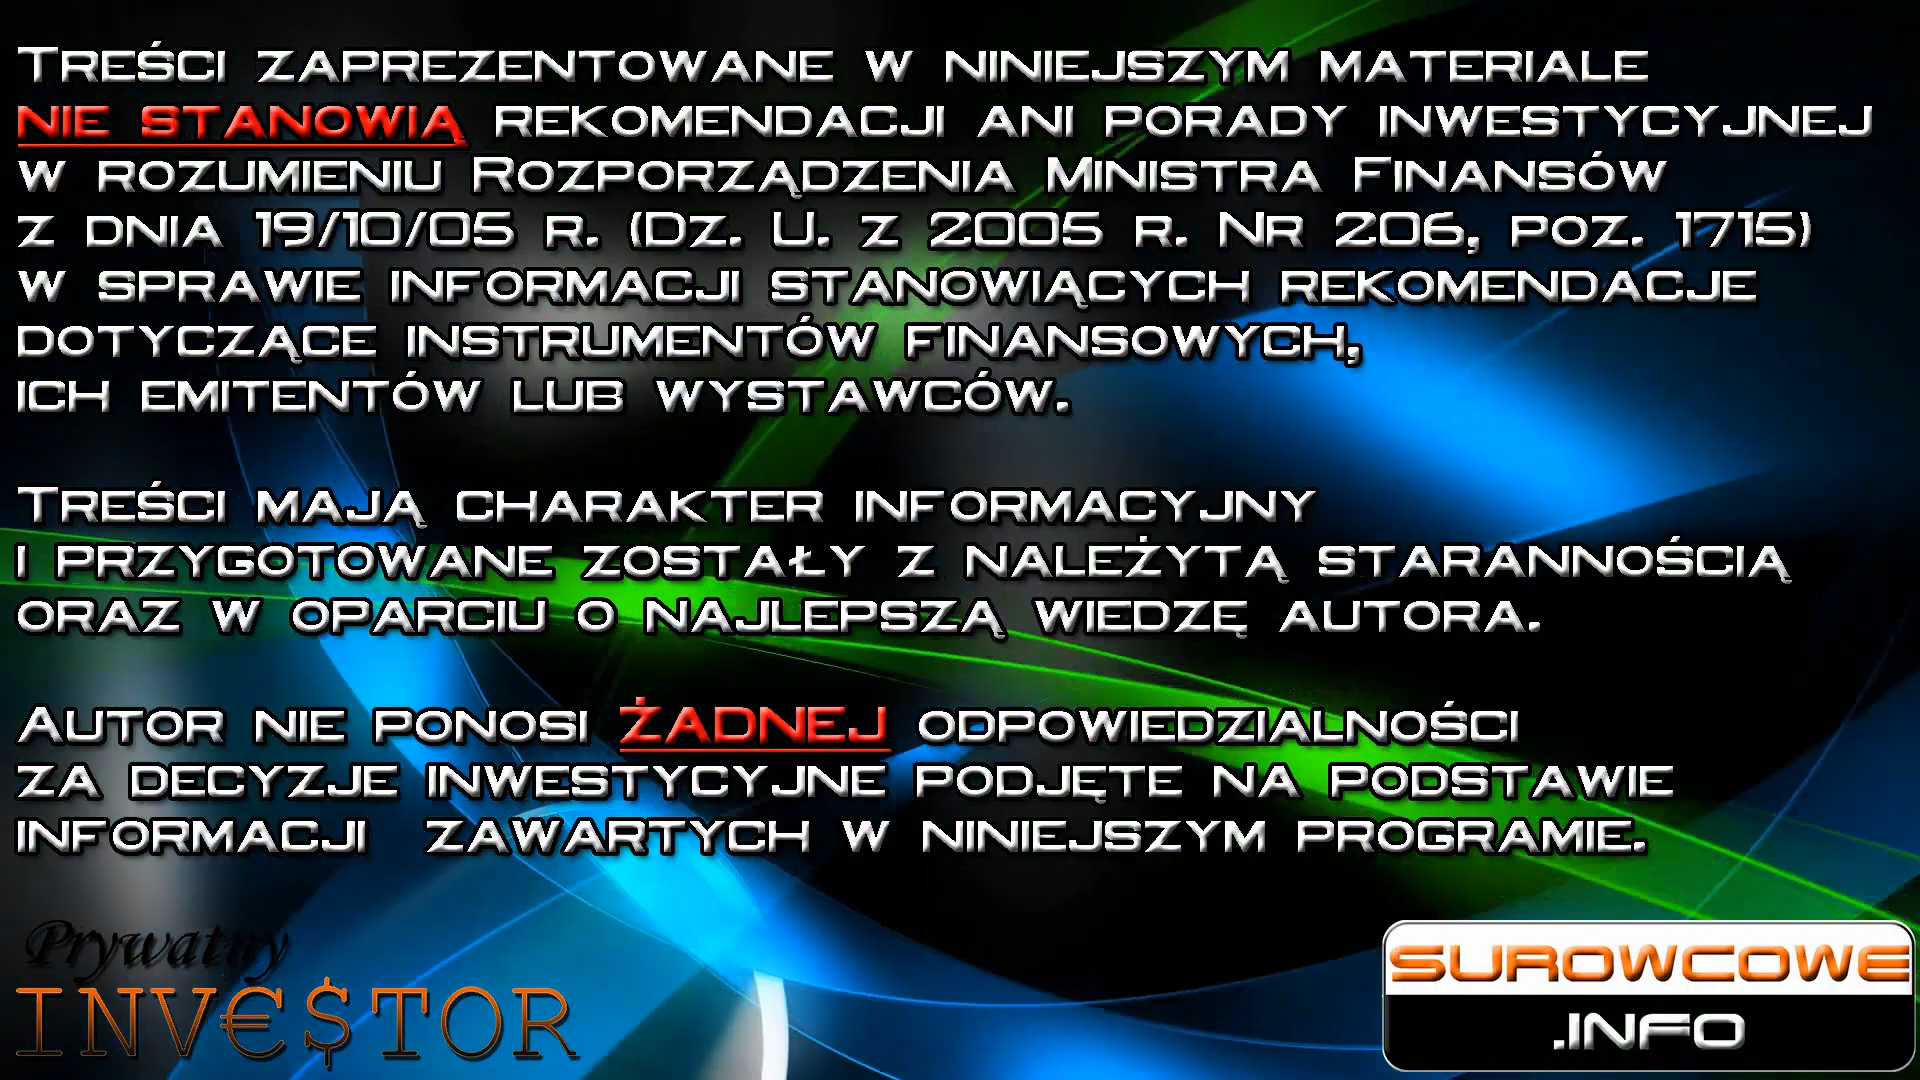 Treści zaprezentowane w niniejszym materiale
nie stanowią rekomendacji ani porady inwestycyjnej
w rozumieniu Rozporządzenia Ministra Finansów
z dnia 19/10/05 r. (Dz. U. z 2005 r. Nr 206, poz. 1715)
w sprawie informacji stanowiących rekomendacje
dotyczące instrumentów finansowych,
ich emitentów lub wystawców.
Treści mają charakter informacyjny
i przygotowane zostały z należytą starannością
oraz w oparciu o najlepszą wiedzę autora.
Autor nie ponosi ŻADNEJ odpowiedzialności
za decyzje inwestycyjne podjęte na podstawie
informacji zawartych w niniejszym programie.
Prywatny
INV€$TOR
SUROWCOWE
.INFO